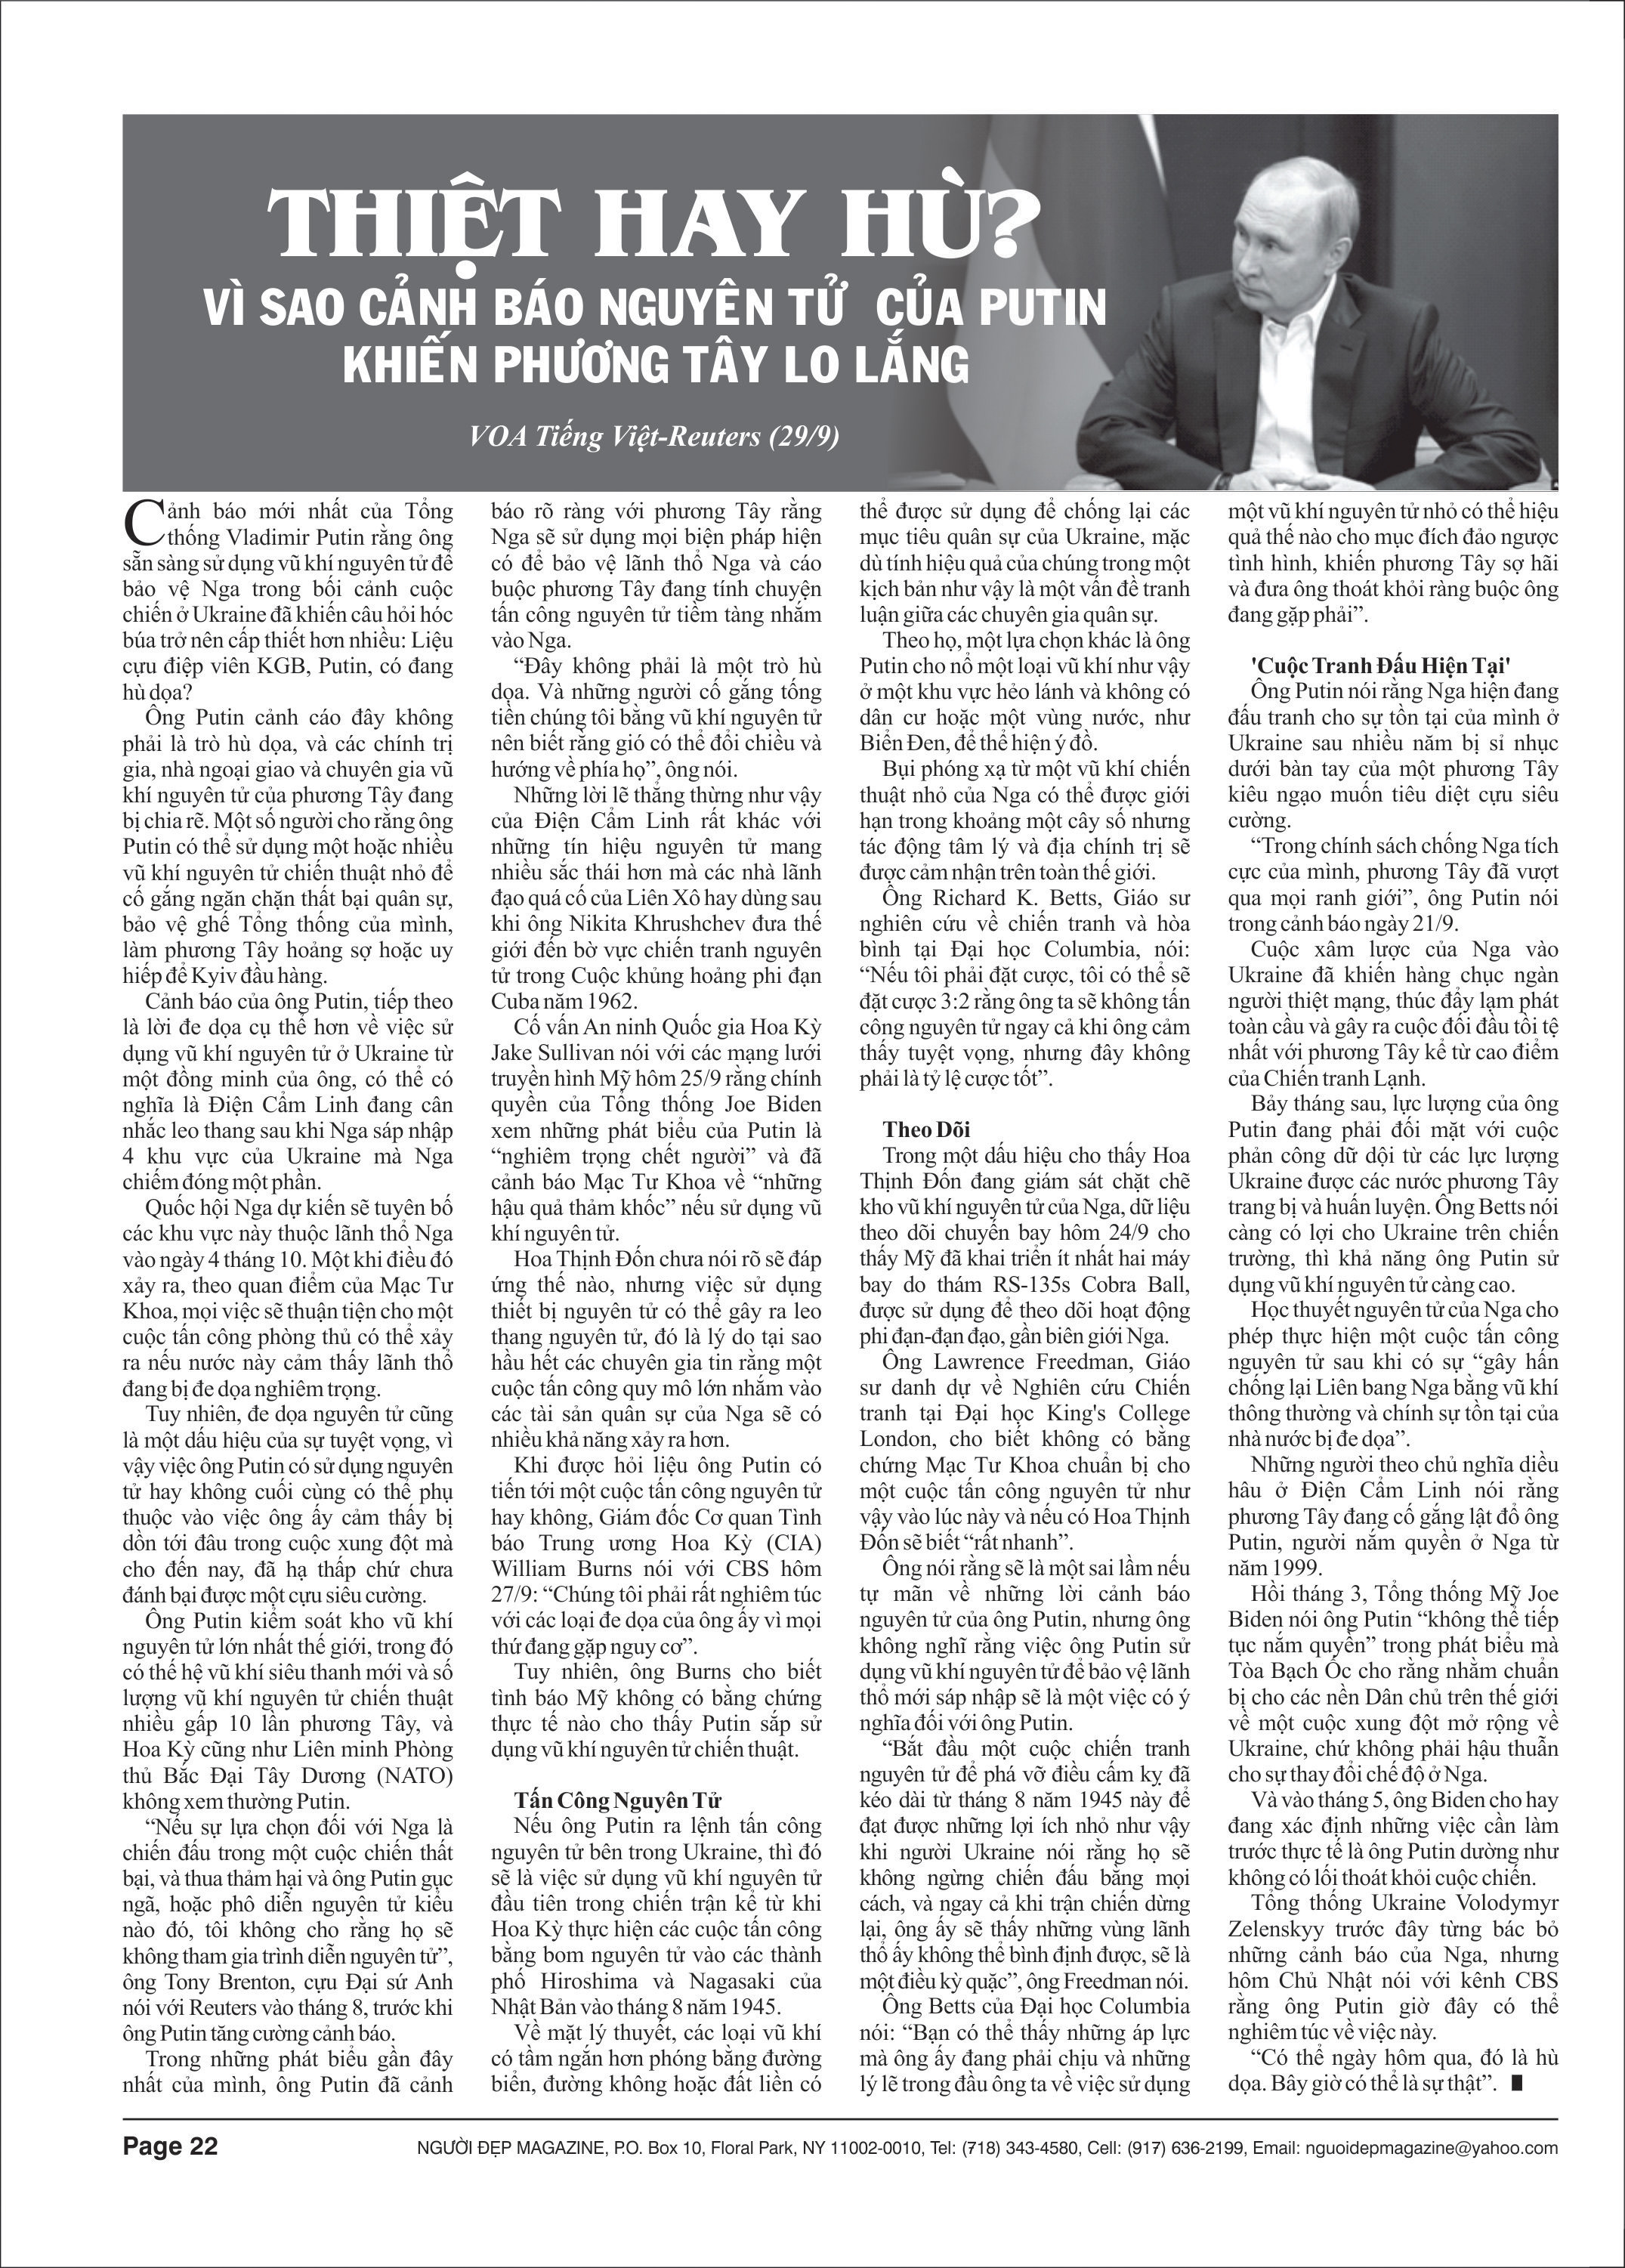 THIỆT HAY HÙ?
VÌ SAO CẢNH BÁO NGUYÊN TỬ CỦA PUTIN
KHIẾN PHƯƠNG TÂY LO LẮNG
VOA Tiếng Việt-Reuters (29/9)
Cảnh báo mới nhất của Tổng
thống Vladimir Putin rằng ông
sẵn sàng sử dụng vũ khí nguyên tử để
bảo vệ Nga trong bối cảnh cuộc
chiến ở Ukraine đã khiến câu hỏi hóc
búa trở nên cấp thiết hơn nhiều: Liệu
cựu điệp viên KGB, Putin, có đang
hù dọa?
Ông Putin cảnh cáo đây không
phải là trò hù dọa, và các chính trị
gia, nhà ngoại giao và chuyên gia vũ
khí nguyên tử của phương Tây đang
bị chia rẽ. Một số người cho rằng ông
Putin có thể sử dụng một hoặc nhiều
vũ khí nguyên tử chiến thuật nhỏ để
cố gắng ngăn chặn thất bại quân sự,
bảo vệ ghế Tổng thống của mình,
làm phương Tây hoảng sợ hoặc uy
hiếp để Kyiv đầu hàng.
Cảnh báo của ông Putin, tiếp theo
là lời đe dọa cụ thể hơn về việc sử
dụng vũ khí nguyên tử ở Ukraine từ
một đồng minh của ông, có thể có
nghĩa là Điện Cẩm Linh đang cân
nhắc leo thang sau khi Nga sáp nhập
4 khu vực của Ukraine mà Nga
chiếm đóng một phần.
Quốc hội Nga dự kiến sẽ tuyên bố
các khu vực này thuộc lãnh thổ Nga
vào ngày 4 tháng 10. Một khi điều đó
xảy ra, theo quan điểm của Mạc Tư
Khoa, mọi việc sẽ thuận tiện cho một
cuộc tấn công phòng thủ có thể xảy
ra nếu nước này cảm thấy lãnh thổ
đang bị đe dọa nghiêm trọng.
Tuy nhiên, đe dọa nguyên tử cũng
là một dấu hiệu của sự tuyệt vọng, vì
vậy việc ông Putin có sử dụng nguyên
tử hay không cuối cùng có thể phụ
thuộc vào việc ông ấy cảm thấy bị
dồn tới đâu trong cuộc xung đột mà
cho đến nay, đã hạ thấp chứ chưa
đánh bại được một cựu siêu cường.
Ông Putin kiểm soát kho vũ khí
nguyên tử lớn nhất thế giới, trong đó
có thế hệ vũ khí siêu thanh mới và số
lượng vũ khí nguyên tử chiến thuật
nhiều gấp 10 lần phương Tây, và
Hoa Kỳ cũng như Liên minh Phòng
thủ Bắc Đại Tây Dương (NATO)
không xem thường Putin.
“Nếu sự lựa chọn đối với Nga là
chiến đấu trong một cuộc chiến thất
bại, và thua thảm hại và ông Putin gục
ngã, hoặc phô diễn nguyên tử kiểu
nào đó, tôi không cho rằng họ sẽ
không tham gia trình diễn nguyên tử”,
ông Tony Brenton, cựu Đại sứ Anh
nói với Reuters vào tháng 8, trước khi
ông Putin tăng cường cảnh báo.
Trong những phát biểu gần đây
nhất của mình, ông Putin đã cảnh
báo rõ ràng với phương Tây rằng
Nga sẽ sử dụng mọi biện pháp hiện
có để bảo vệ lãnh thổ Nga và cáo
buộc phương Tây đang tính chuyện
tấn công nguyên tử tiềm tàng nhắm
vào Nga.
“Đây không phải là một trò hù
dọa. Và những người cố gắng tống
tiền chúng tôi bằng vũ khí nguyên tử
nên biết rằng gió có thể đổi chiều và
hướng về phía họ”, ông nói.
Những lời lẽ thẳng thừng như vậy
của Điện Cẩm Linh rất khác với
những tín hiệu nguyên tử mang
nhiều sắc thái hơn mà các nhà lãnh
đạo quá cố của Liên Xô hay dùng sau
khi ông Nikita Khrushchev đưa thế
giới đến bờ vực chiến tranh nguyên
tử trong Cuộc khủng hoảng phi đạn
Cuba năm 1962.
Cố vấn An ninh Quốc gia Hoa Kỳ
Jake Sullivan nói với các mạng lưới
truyền hình Mỹ hôm 25/9 rằng chính
quyền của Tổng thống Joe Biden
xem những phát biểu của Putin là
“nghiêm trọng chết người” và đã
cảnh báo Mạc Tư Khoa về “những
hậu quả thảm khốc” nếu sử dụng vũ
khí nguyên tử.
Hoa Thịnh Đốn chưa nói rõ sẽ đáp
ứng thế nào, nhưng việc sử dụng
thiết bị nguyên tử có thể gây ra leo
thang nguyên tử, đó là lý do tại sao
hầu hết các chuyên gia tin rằng một
cuộc tấn công quy mô lớn nhắm vào
các tài sản quân sự của Nga sẽ có
nhiều khả năng xảy ra hơn.
Khi được hỏi liệu ông Putin có
tiến tới một cuộc tấn công nguyên tử
hay không, Giám đốc Cơ quan Tình
báo Trung ương Hoa Kỳ (CIA)
William Burns nói với CBS hôm
27/9: “Chúng tôi phải rất nghiêm túc
với các loại đe dọa của ông ấy vì mọi
thứ đang gặp nguy cơ”.
Tuy nhiên, ông Burns cho biết
tình báo Mỹ không có bằng chứng
thực tế nào cho thấy Putin sắp sử
dụng vũ khí nguyên tử chiến thuật.
Tấn Công Nguyên Tử
Nếu ông Putin ra lệnh tấn công
nguyên tử bên trong Ukraine, thì đó
sẽ là việc sử dụng vũ khí nguyên tử
đầu tiên trong chiến trận kể từ khi
Hoa Kỳ thực hiện các cuộc tấn công
bằng bom nguyên tử vào các thành
phố Hiroshima và Nagasaki của
Nhật Bản vào tháng 8 năm 1945.
Về mặt lý thuyết, các loại vũ khí
có tầm ngắn hơn phóng bằng đường
biển, đường không hoặc đất liền có
thể được sử dụng để chống lại các
mục tiêu quân sự của Ukraine, mặc
dù tính hiệu quả của chúng trong một
kịch bản như vậy là một vấn đề tranh
luận giữa các chuyên gia quân sự.
Theo họ, một lựa chọn khác là ông
Putin cho nổ một loại vũ khí như vậy
ở một khu vực hẻo lánh và không có
dân cư hoặc một vùng nước, như
Biển Đen, để thể hiện ý đồ.
Bụi phóng xạ từ một vũ khí chiến
thuật nhỏ của Nga có thể được giới
hạn trong khoảng một cây số nhưng
tác động tâm lý và địa chính trị sẽ
được cảm nhận trên toàn thế giới.
Ông Richard K. Betts, Giáo sư
nghiên cứu về chiến tranh và hòa
bình tại Đại học Columbia, nói:
“Nếu tôi phải đặt cược, tôi có thể sẽ
đặt cược 3:2 rằng ông ta sẽ không tấn
công nguyên tử ngay cả khi ông cảm
thấy tuyệt vọng, nhưng đây không
phải là tỷ lệ cược tốt”.
Theo Dõi
Trong một dấu hiệu cho thấy Hoa
Thịnh Đốn đang giám sát chặt chẽ
kho vũ khí nguyên tử của Nga, dữ liệu
theo dõi chuyến bay hôm 24/9 cho
thấy Mỹ đã khai triển ít nhất hai máy
bay do thám RS-135s Cobra Ball,
được sử dụng để theo dõi hoạt động
phi đạn-đạn đạo, gần biên giới Nga.
Ông Lawrence Freedman, Giáo
sư danh dự về Nghiên cứu Chiến
tranh tại Đại học King's College
London, cho biết không có bằng
chứng Mạc Tư Khoa chuẩn bị cho
một cuộc tấn công nguyên tử như
vậy vào lúc này và nếu có Hoa Thịnh
Đốn sẽ biết “rất nhanh”.
Ông nói rằng sẽ là một sai lầm nếu
tự mãn về những lời cảnh báo
nguyên tử của ông Putin, nhưng ông
không nghĩ rằng việc ông Putin sử
dụng vũ khí nguyên tử để bảo vệ lãnh
thổ mới sáp nhập sẽ là một việc có ý
nghĩa đối với ông Putin.
“Bắt đầu một cuộc chiến tranh
nguyên tử để phá vỡ điều cấm kỵ đã
kéo dài từ tháng 8 năm 1945 này để
đạt được những lợi ích nhỏ như vậy
khi người Ukraine nói rằng họ sẽ
không ngừng chiến đấu bằng mọi
cách, và ngay cả khi trận chiến dừng
lại, ông ấy sẽ thấy những vùng lãnh
thổ ấy không thể bình định được, sẽ là
một điều kỳ quặc”, ông Freedman nói.
Ông Betts của Đại học Columbia
nói: “Bạn có thể thấy những áp lực
mà ông ấy đang phải chịu và những
lý lẽ trong đầu ông ta về việc sử dụng
một vũ khí nguyên tử nhỏ có thể hiệu
quả thế nào cho mục đích đảo ngược
tình hình, khiến phương Tây sợ hãi
và đưa ông thoát khỏi ràng buộc ông
đang gặp phải”.
'Cuộc Tranh Đấu Hiện Tại'
Ông Putin nói rằng Nga hiện đang
đấu tranh cho sự tồn tại của mình ở
Ukraine sau nhiều năm bị sỉ nhục
dưới bàn tay của một phương Tây
kiêu ngạo muốn tiêu diệt cựu siêu
cường.
“Trong chính sách chống Nga tích
cực của mình, phương Tây đã vượt
qua mọi ranh giới”, ông Putin nói
trong cảnh báo ngày 21/9.
Cuộc xâm lược của Nga vào
Ukraine đã khiến hàng chục ngàn
người thiệt mạng, thúc đẩy lạm phát
toàn cầu và gây ra cuộc đối đầu tồi tệ
nhất với phương Tây kể từ cao điểm
của Chiến tranh Lạnh.
Bảy tháng sau, lực lượng của ông
Putin đang phải đối mặt với cuộc
phản công dữ dội từ các lực lượng
Ukraine được các nước phương Tây
trang bị và huấn luyện. Ông Betts nói
càng có lợi cho Ukraine trên chiến
trường, thì khả năng ông Putin sử
dụng vũ khí nguyên tử càng cao.
Học thuyết nguyên tử của Nga cho
phép thực hiện một cuộc tấn công
nguyên tử sau khi có sự “gây hấn
chống lại Liên bang Nga bằng vũ khí
thông thường và chính sự tồn tại của
nhà nước bị đe dọa”.
Những người theo chủ nghĩa diều
hâu ở Điện Cẩm Linh nói rằng
phương Tây đang cố gắng lật đổ ông
Putin, người nắm quyền ở Nga từ
năm 1999.
Hồi tháng 3, Tổng thống Mỹ Joe
Biden nói ông Putin “không thể tiếp
tục nắm quyền” trong phát biểu mà
Tòa Bạch Ốc cho rằng nhằm chuẩn
bị cho các nền Dân chủ trên thế giới
về một cuộc xung đột mở rộng về
Ukraine, chứ không phải hậu thuẫn
cho sự thay đổi chế độ ở Nga.
Và vào tháng 5, ông Biden cho hay
đang xác định những việc cần làm
trước thực tế là ông Putin dường như
không có lối thoát khỏi cuộc chiến.
Tổng thống Ukraine Volodymyr
Zelenskyy trước đây từng bác bỏ
những cảnh báo của Nga, nhưng
hôm Chủ Nhật nói với kênh CBS
rằng ông Putin giờ đây có thể
nghiêm túc về việc này.
“Có thể ngày hôm qua, đó là hù
dọa. Bây giờ có thể là sự thật”.
Page 22
NGƯỜI ĐẸP MAGAZINE, P.O. Box 10, Floral Park, NY 11002-0010, Tel: (718) 343-4580, Cell: (917) 636-2199, Email: nguoidepmagazine@yahoo.com